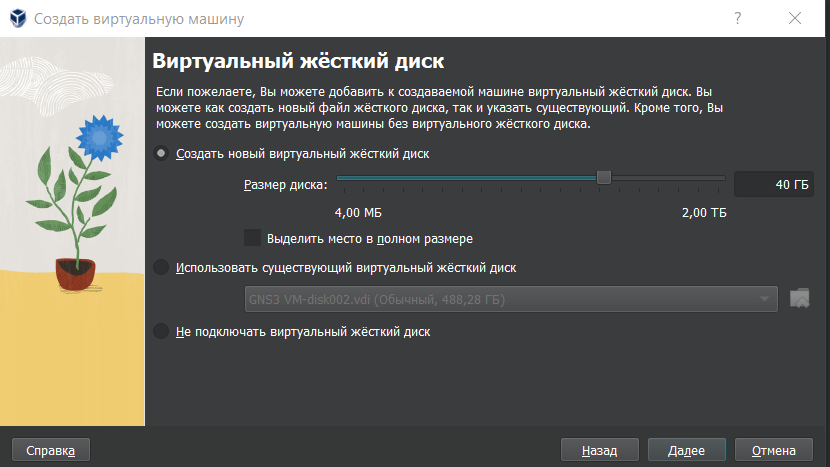 Создать виртуальную машину
?
Виртуальный жёсткий диск
Если пожелаете, Вы можете добавить к создаваемой машине виртуальный жёсткий диск. Вы
можете как создать новый файл жёсткого диска, так и указать существующий. Кроме того, Вы
можете создать виртуальную машины без виртуального жёсткого диска.
Создать новый виртуальный жёсткий диск
Размер диска:
40 ГБ
4,00 МБ
2,00 ТБ
Выделить место в полном размере
Использовать существующий виртуальный жёсткий диск
GNS3 VM-disk002.vdi (Обычный, 488,28 ГБ)
Не подключать виртуальный жёсткий диск
Справка
Назад
Далее
Отмена